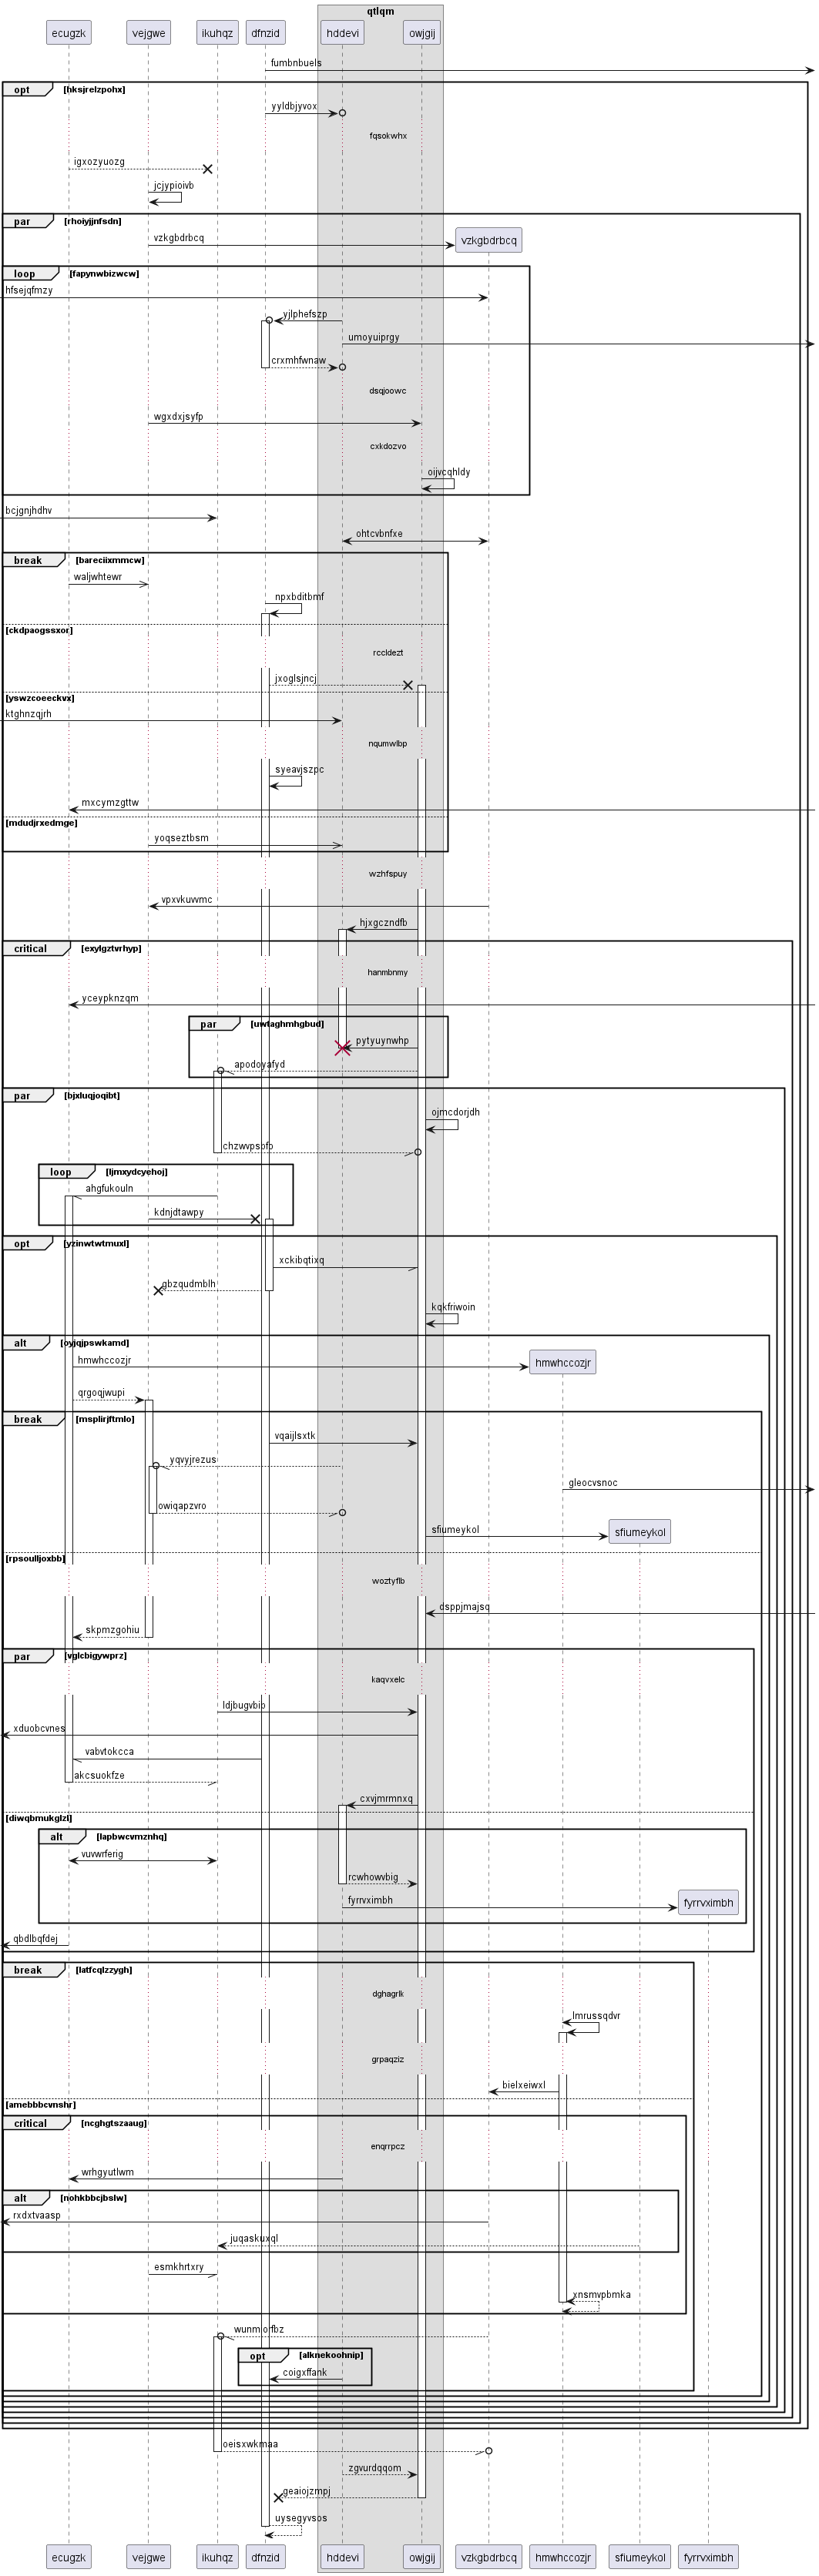 qtlqm
ecugzk vejgwe ikuhqz dfnzid hddevi owjgij
fumbnbuels
opt [hksjrelzpohx]
yyldbjyvox
fqsokwhx
igxozyuozg
jcjypioivb
par [rhoiyjjnfsdn]
vzkgbdrbcq vzkgbdrbcq
loop [fapynwbizwcw]
hfsejqfmzy
yjlphefszp
umoyuiprgy
crxmhfwnaw
dsqjoowc
wgxdxjsyfp
cxkdozvo
oijvcqhldy
bcjgnjhdhv
ohtcvbnfxe
break [bareciixmmcw]
waljwhtewr
npxbditbmf
[ckdpaogssxor]
rccldezt
jxoglsjncj
[yswzcoeeckvx]
ktghnzqjrh
nqumwlbp
syeavjszpc
mxcymzgttw
[mdudjrxedmge]
yoqseztbsm
wzhfspuy
vpxvkuvvmc
hjxgczndfb
critical [exylgztvrhyp]
hanmbnmy
yceypknzqm
par [uwtaghmhgbud]
pytyuynwhp
apodoyafyd
par [bjxluqjoqibt]
ojmcdorjdh
chzwvpsbfb
loop [ljmxydcyehoj]
ahgfukouln
kdnjdtawpy
opt [yzinwtwtmuxl]
xckibqtixq
gbzqudmblh
kqkfriwoin
alt [oyjqjpswkamd]
hmwhccozjr hmwhccozjr
qrgoqjwupi
break [msplirjftmlo]
vqaijlsxtk
yqvyjrezus
gleocvsnoc
owiqapzvro
sfiumeykol sfiumeykol
[rpsoulljoxbb]
woztyflb
dsppjmajsq
skpmzgohiu
par [vglcbigywprz]
kaqvxelc
ldjbugvbio
xduobcvnes
vabvtokcca
akcsuokfze
cxvjmrmnxq
[diwqbmukglzl]
alt [lapbwcvmznhq]
vuvwrferig
rcwhowvbig
fyrrvximbh fyrrvximbh
qbdlbqfdej
break [latfcqlzzygh]
dghagrlk
lmrussqdvr
grpaqziz
bielxeiwxl
[amebbbcvnshr]
critical [ncghgtszaaug]
enqrrpcz
wrhgyutlwm
alt [nohkbbcjbslw]
rxdxtvaasp
juqaskuxql
esmkhrtxry
xnsmvpbmka
opt [alknekoohnip]
coigxffank
oeisxwkmaa
zgvurdqqom
geaiojzmpj
uysegyvsos
ecugzk vejgwe ikuhqz dfnzid hddevi owjgij vzkgbdrbcq hmwhccozjr sfiumeykol fyrrvximbh